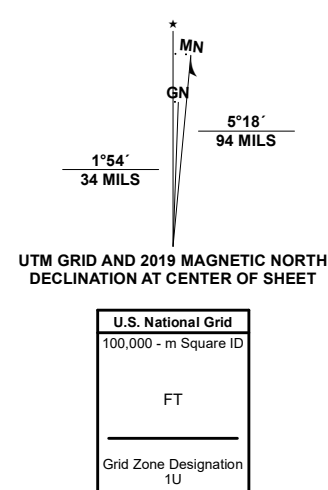 MN
GN
5°18´
94 MILS
1°54´
34 MILS
UTM GRID AND 2019 MAGNETIC NORTH
DECLINATION AT CENTER OF SHEET
U.S. National Grid
100,000 - m Square ID
FT
Grid Zone Designation
1U